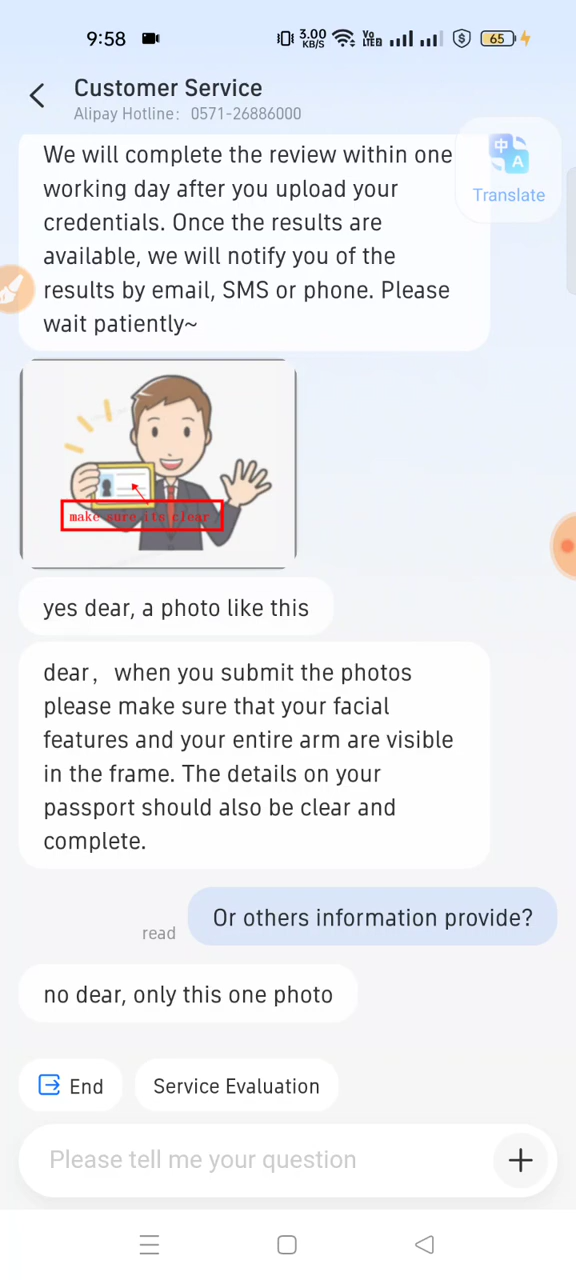 9:58
3.00
KB/S
Vo
LTE2
65
Customer Service
Alipay Hotline: 0571-26886000
We will complete the review within one
working day after you upload your
credentials. Once the results are
available, we will notify you of the
results by email, SMS or phone. Please
wait patiently~
中
A
Translate
make sure its clear
yes dear, a photo like this
dear, when you submit the photos
please make sure that your facial
features and your entire arm are visible
in the frame. The details on your
passport should also be clear and
complete.
Or others information provide?
read
no dear, only this one photo
End
Service Evaluation
Please tell me your question